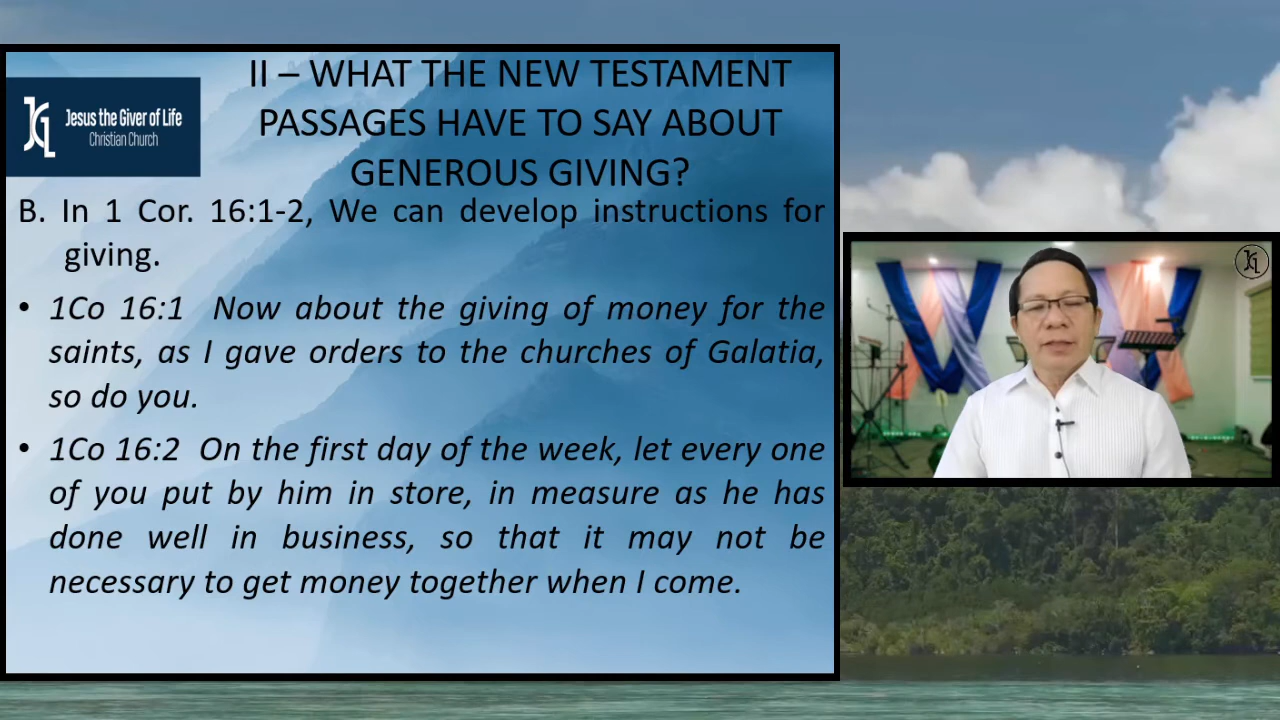 Jesus the Giver of Life
Christian Church
II – WHAT THE NEW TESTAMENT
PASSAGES HAVE TO SAY ABOUT
GENEROUS GIVING?
B. In 1 Cor. 16:1-2, We can develop instructions for
giving.
• 1Co 16:1 Now about the giving of money for the
saints, as I gave orders to the churches of Galatia,
so do you.
• 1Co 16:2 On the first day of the week, let every one
of you put by him in store, in measure as he has
done well in business, so that it may not be
necessary to get money together when I come.